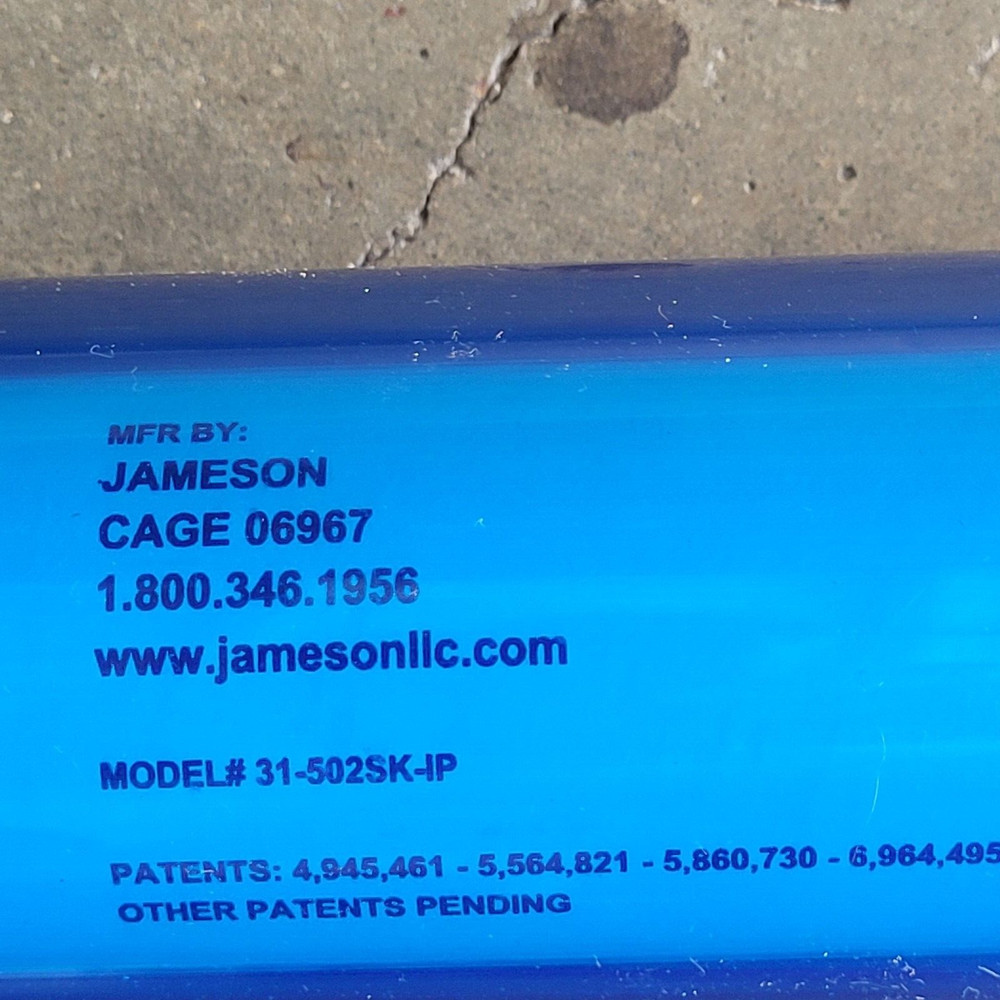 MFR BY:
JAMESON
CAGE 06967
1.800.346.1956
www.jamesonllc.com
MODEL# 31-502SK-IP
PATENTS: 4,945,461 - 5,564,821 - 5,860,730 - 6,964,495
OTHER PATENTS PENDING